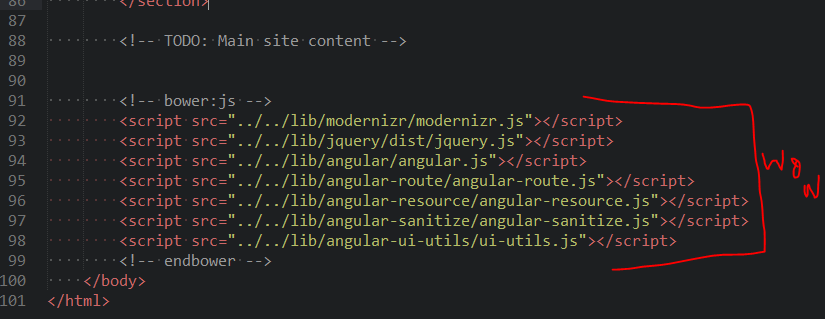 86 </section>
87
88 <!-- TODO: Main site content -->
89
90
91 <!-- bower:js -->
92 <script src="../../lib/modernizr/modernizr.js"></script>
93 <script src="../../lib/jquery/dist/jquery.js"></script>
94 <script src="../../lib/angular/angular.js"></script>
95 <script src="../../lib/angular-route/angular-route.js"></script>
96 <script src="../../lib/angular-resource/angular-resource.js"></script>
97 <script src="../../lib/angular-sanitize/angular-sanitize.js"></script>
98 <script src="../../lib/angular-ui-utils/ui-utils.js"></script>
99 <!-- endbower -->
100 </body>
101 </html>
Wow